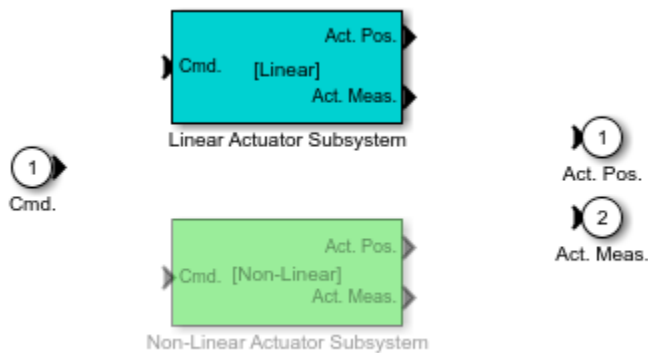 Act. Pos.
Cmd. [Linear]
Act. Meas.
Linear Actuator Subsystem
1
Cmd.
1
Act. Pos.
2
Act. Meas.
Act. Pos.
Cmd. [Non-Linear]
Act. Meas.
Non-Linear Actuator Subsystem